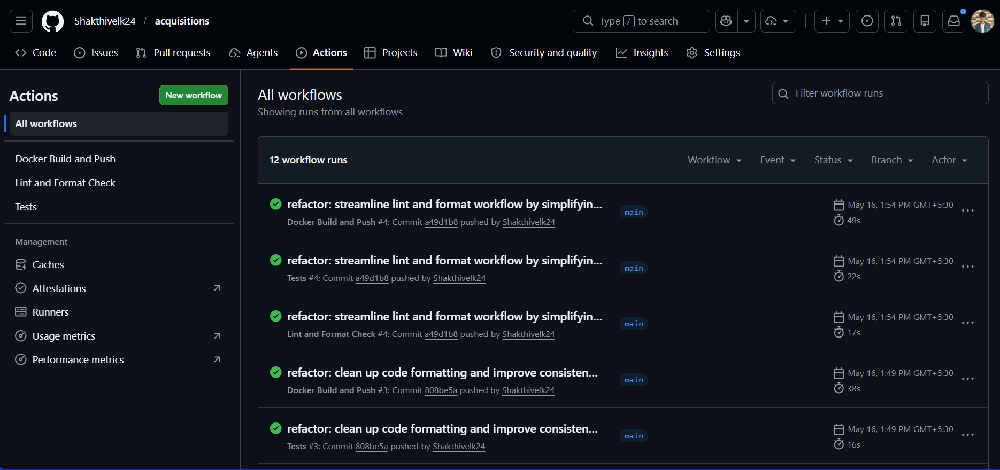 Shakthivelk24 / acquisitions
Type / to search
Code Issues Pull requests Agents Actions Projects Wiki Security and quality Insights Settings
Actions
New workflow
All workflows
Docker Build and Push
Lint and Format Check
Tests
Management
Caches
Attestations
Runners
Usage metrics
Performance metrics
All workflows
Showing runs from all workflows
Filter workflow runs
12 workflow runs
Workflow Event Status Branch Actor
refactor: streamline lint and format workflow by simplifyin...
Docker Build and Push #4: Commit a49d1b8 pushed by Shakthivelk24
main
May 16, 1:54 PM GMT+5:30
49s
refactor: streamline lint and format workflow by simplifyin...
Tests #4: Commit a49d1b8 pushed by Shakthivelk24
main
May 16, 1:54 PM GMT+5:30
22s
refactor: streamline lint and format workflow by simplifyin...
Lint and Format Check #4: Commit a49d1b8 pushed by Shakthivelk24
main
May 16, 1:54 PM GMT+5:30
17s
refactor: clean up code formatting and improve consisten...
Docker Build and Push #3: Commit 808be5a pushed by Shakthivelk24
main
May 16, 1:49 PM GMT+5:30
38s
refactor: clean up code formatting and improve consisten...
Tests #3: Commit 808be5a pushed by Shakthivelk24
main
May 16, 1:49 PM GMT+5:30
16s